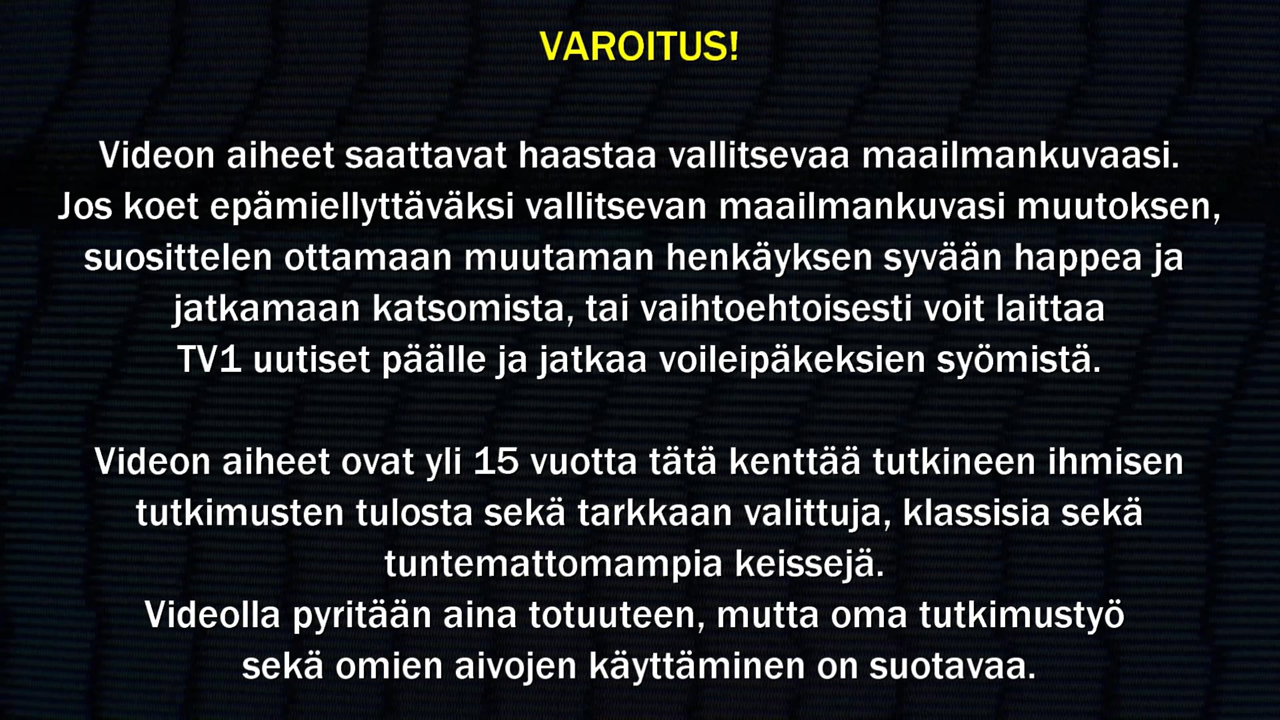 VAROITUS!
Videon aiheet saattavat haastaa vallitsevaa maailmankuvaasi.
Jos koet epämiellyttäväksi vallitsevan maailmankuvasi muutoksen,
suosittelen ottamaan muutaman henkäyksen syvään happea ja
jatkamaan katsomista, tai vaihtoehtoisesti voit laittaa
TV1 uutiset päälle ja jatkaa voileipäkeksien syömistä.
Videon aiheet ovat yli 15 vuotta tätä kenttää tutkineen ihmisen
tutkimusten tulosta sekä tarkkaan valittuja, klassisia sekä
tuntemattomampia keissejä.
Videolla pyritään aina totuuteen, mutta oma tutkimustyö
sekä omien aivojen käyttäminen on suotavaa.